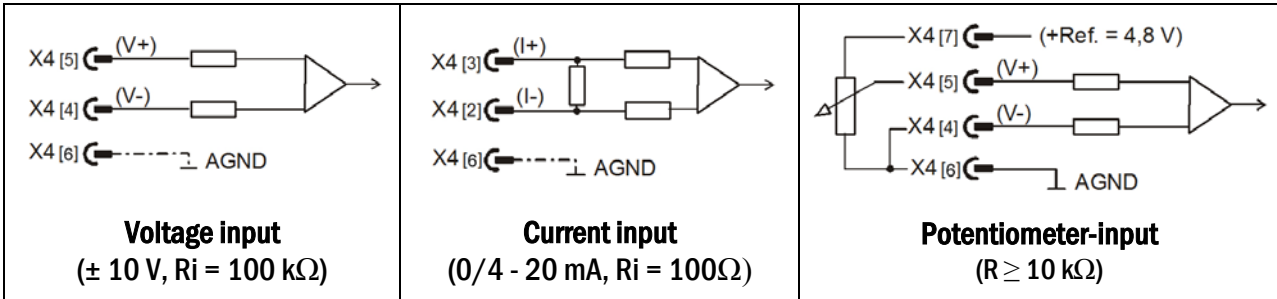 X4 [5] (V+)
X4 [4] (V-)
X4 [6] AGND
Voltage input
(± 10 V, Ri = 100 kΩ)
X4 [3] (I+)
X4 [2] (I-)
X4 [6] AGND
Current input
(0/4 - 20 mA, Ri = 100Ω)
X4 [7] (+Ref. = 4,8 V)
X4 [5] (V+)
X4 [4] (V-)
X4 [6] AGND
Potentiometer-input
(R ≥ 10 kΩ)